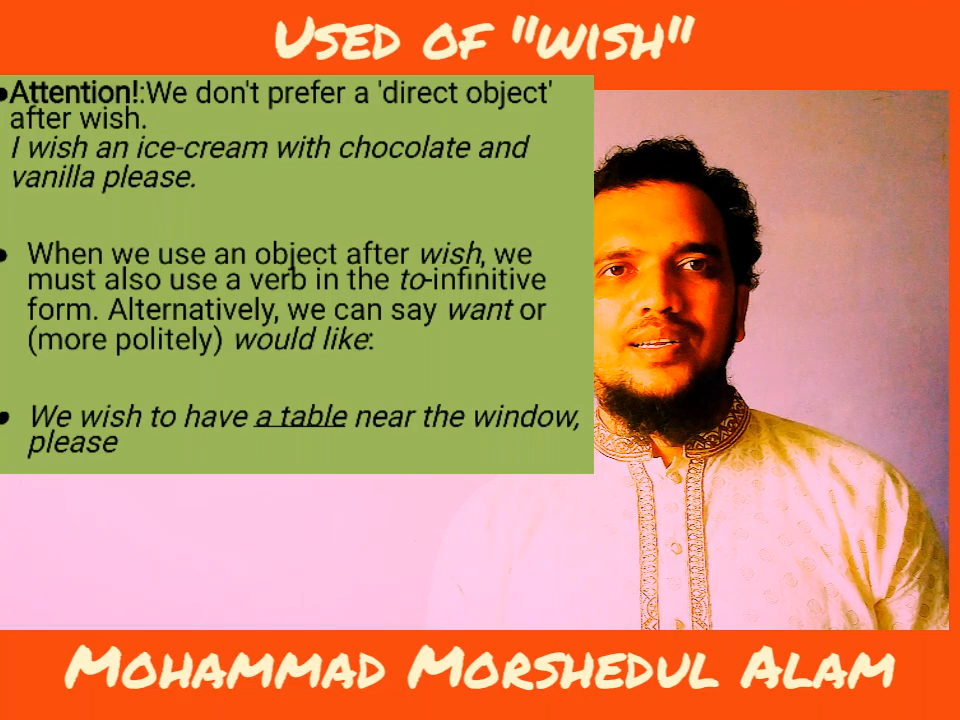 Used of "wish"
•Attention!:We don't prefer a 'direct object'
after wish.
I wish an ice-cream with chocolate and
vanilla please.
• When we use an object after wish, we
must also use a verb in the to-infinitive
form. Alternatively, we can say want or
(more politely) would like:
• We wish to have a table near the window,
please
Mohammad Morshedul Alam